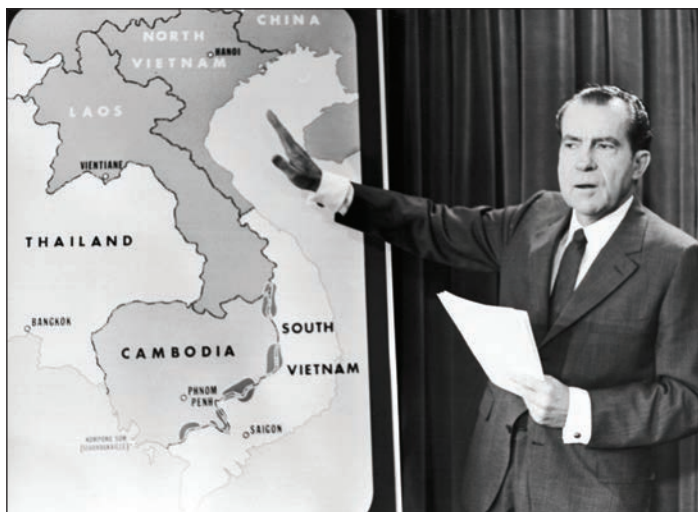 CHINA
NORTH
VIETNAM
HANOI
LAOS
VIENTIANE
THAILAND
BANGKOK
SOUTH
VIETNAM
CAMBODIA
PHNOM
PENH
SAIGON
KOMPONG SOM